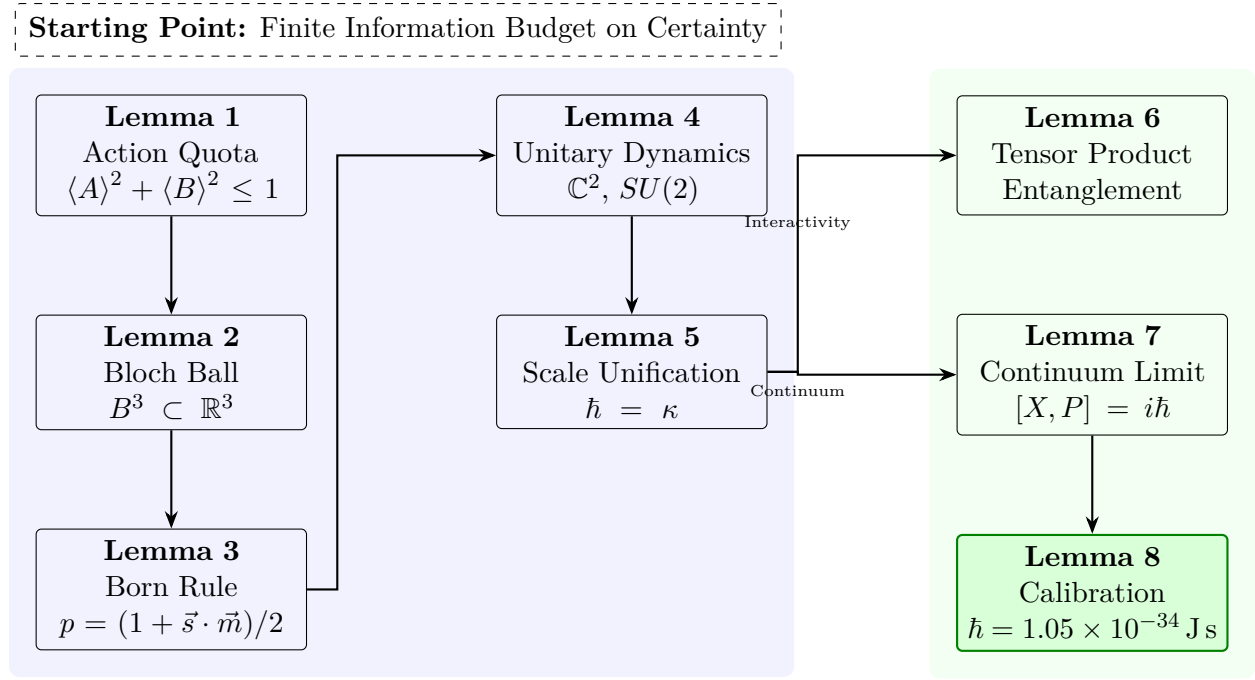 Starting Point: Finite Information Budget on Certainty
Lemma 1
Action Quota
⟨A⟩² + ⟨B⟩² ≤ 1
Lemma 2
Bloch Ball
B³ ⊂ ℝ³
Lemma 3
Born Rule
p = (1 + s⃗ · m⃗)/2
Lemma 4
Unitary Dynamics
ℂ², SU(2)
Lemma 5
Scale Unification
ħ = κ
Interactivity
Continuum
Lemma 6
Tensor Product
Entanglement
Lemma 7
Continuum Limit
[X, P] = iħ
Lemma 8
Calibration
ħ = 1.05 × 10⁻³⁴ J s